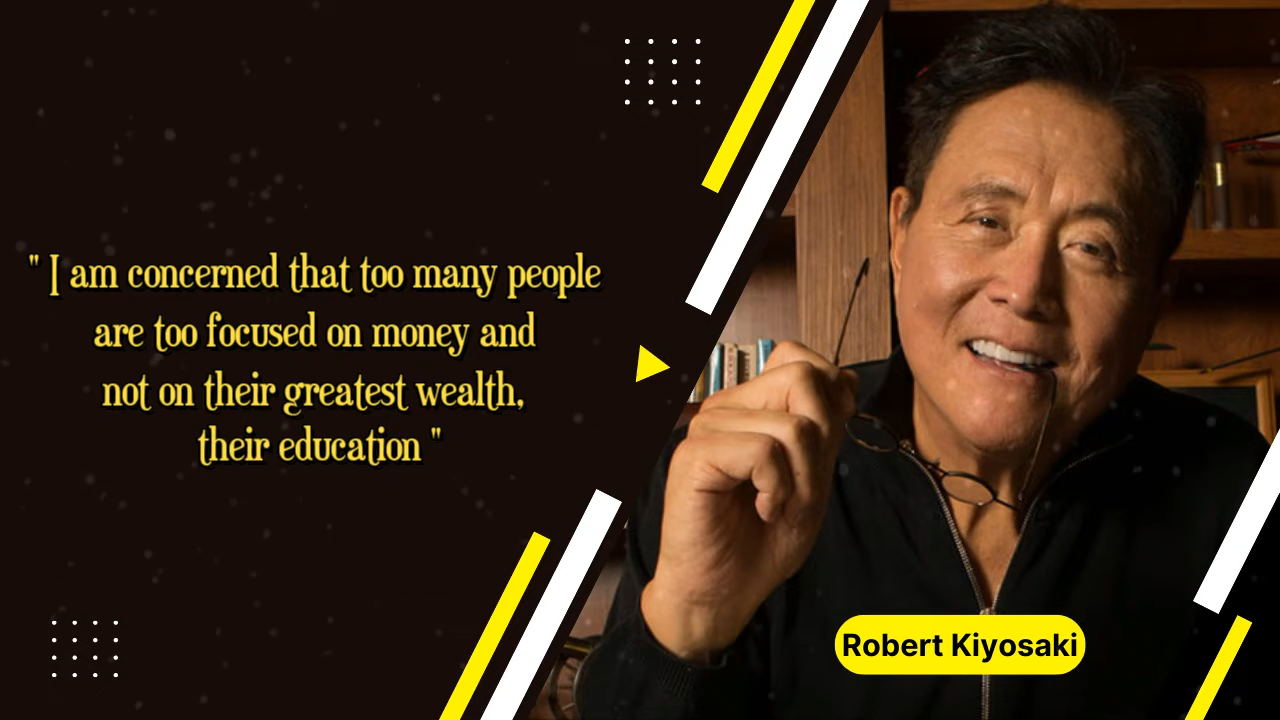 " I am concerned that too many people
are too focused on money and
not on their greatest wealth,
their education "
Robert Kiyosaki